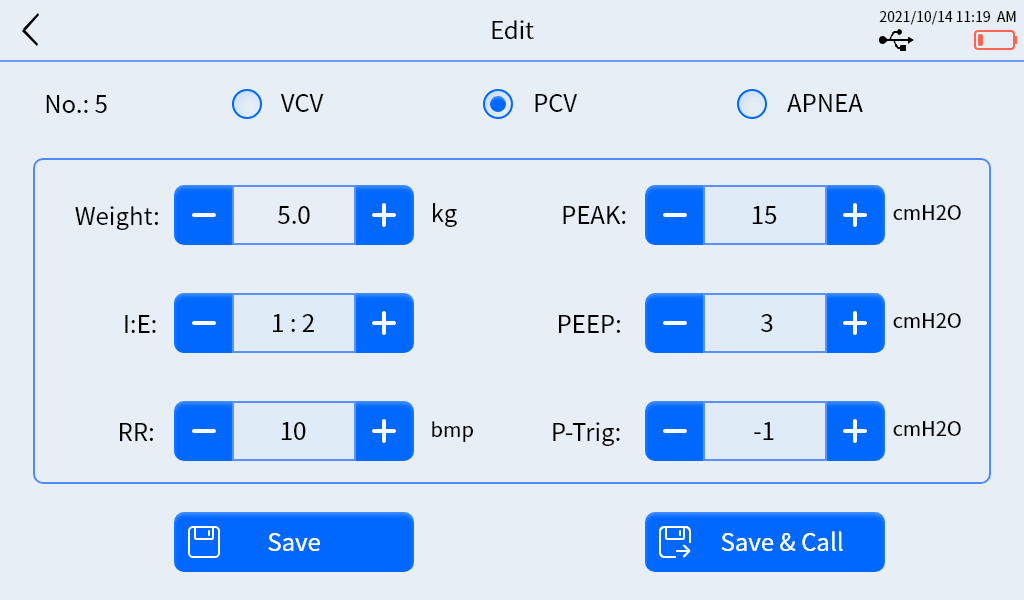 Edit
2021/10/14 11:19 AM
No.: 5
VCV
PCV
APNEA
Weight: 5.0 kg
PEAK: 15 cmH2O
I:E: 1 : 2
PEEP: 3 cmH2O
RR: 10 bmp
P-Trig: -1 cmH2O
Save
Save & Call